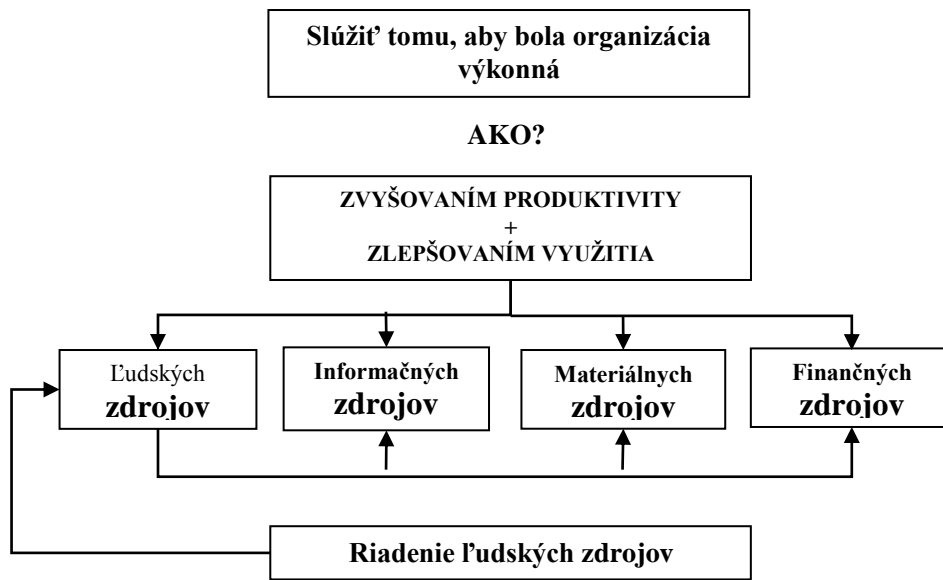 Slúžiť tomu, aby bola organizácia
výkonná
AKO?
ZVYŠOVANÍM PRODUKTIVITY
+
ZLEPŠOVANÍM VYUŽITIA
Ľudských
zdrojov
Informačných
zdrojov
Materiálnych
zdrojov
Finančných
zdrojov
Riadenie ľudských zdrojov